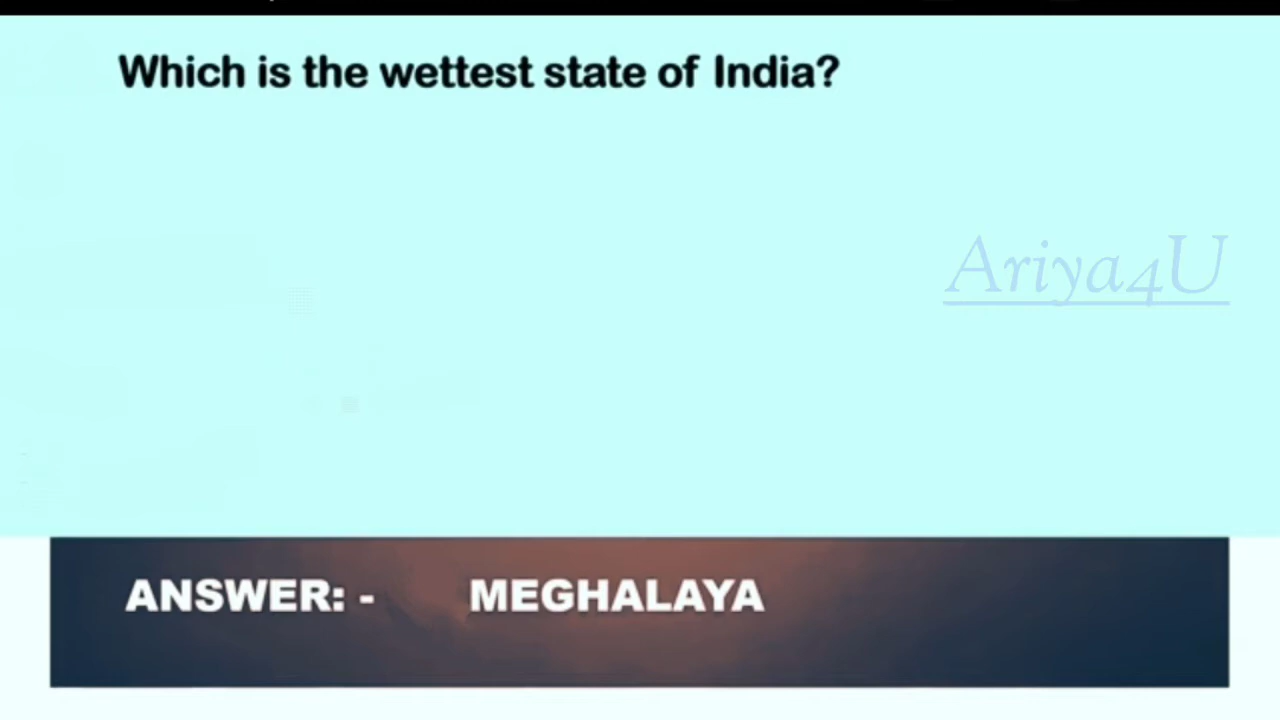 Which is the wettest state of India?
Ariya4U
ANSWER: - MEGHALAYA